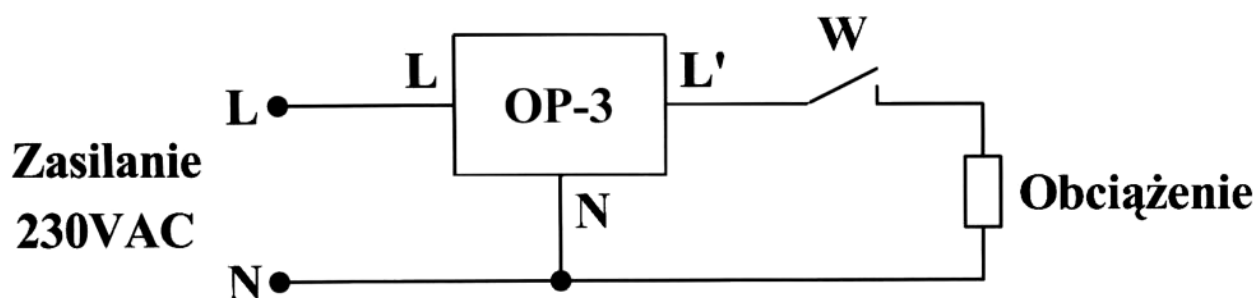 W
L
L'
L
OP-3
Zasilanie
230VAC
N
Obciążenie
N